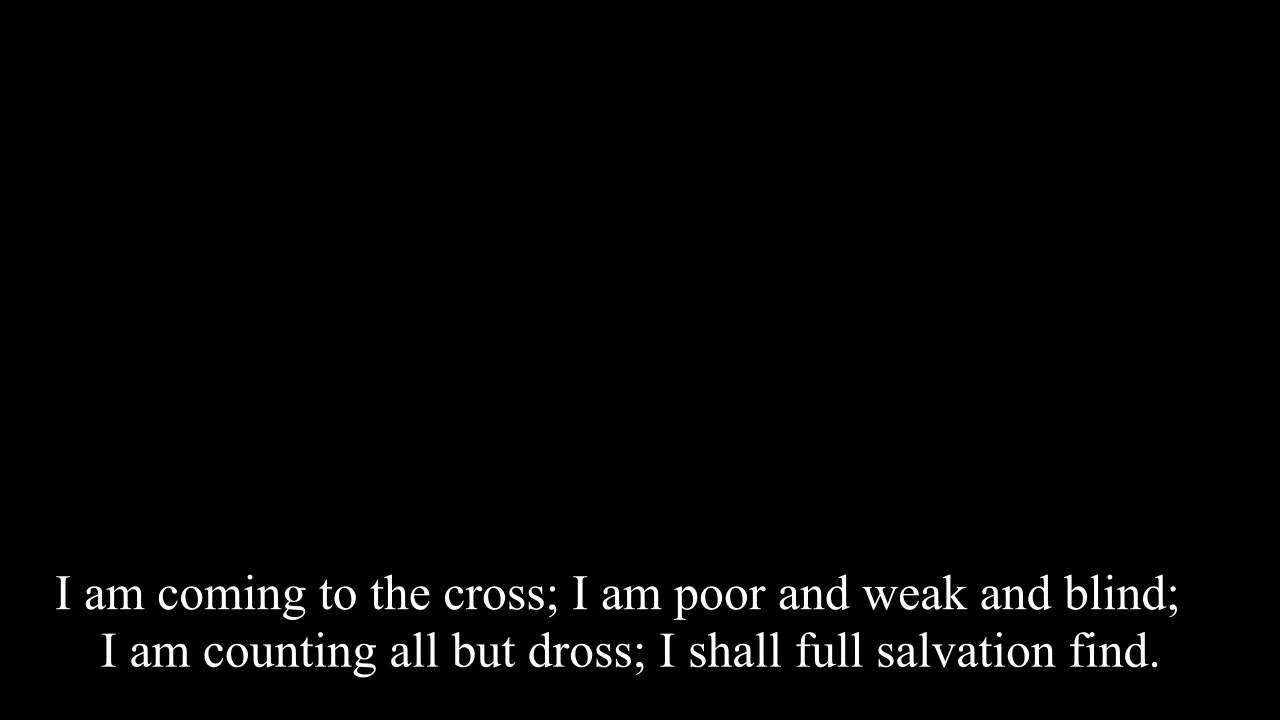 I am coming to the cross; I am poor and weak and blind;
I am counting all but dross; I shall full salvation find.